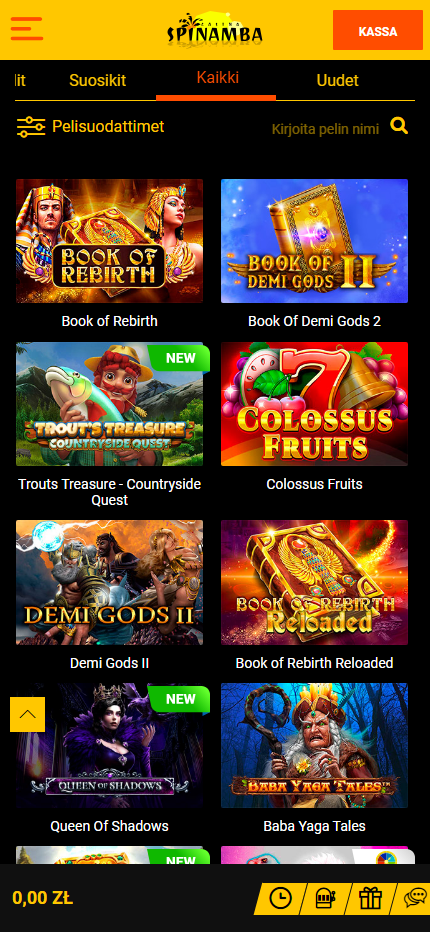 CASINO
SPINAMBA
KASSA
lit
Suosikit
Kaikki
Uudet
Pelisuodattimet
Kirjoita pelin nimi
BOOK OF
REBIRTH
BOOK OF
DEMI GODS II
Book of Rebirth
Book Of Demi Gods 2
NEW
TROUT'S TREASURE
COUNTRYSIDE QUEST
7
COLOSSUS
FRUITS
Trouts Treasure - Countryside
Quest
Colossus Fruits
DEMI GODS II
BOOK OF REBIRTH
Reloaded
Demi Gods II
Book of Rebirth Reloaded
NEW
QUEEN OF SHADOWS
BABA YAGA TALES™
Queen Of Shadows
Baba Yaga Tales
NEW
0,00 ZŁ